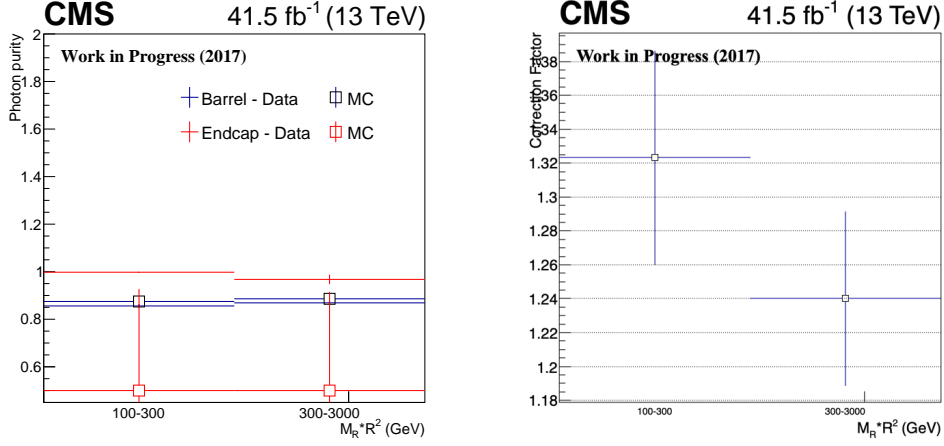 CMS 41.5 fb⁻¹ (13 TeV)
Photon purity
Work in Progress (2017)
Barrel - Data MC
Endcap - Data MC
2
1.8
1.6
1.4
1.2
1
0.8
0.6
100-300 300-3000
M_R*R² (GeV)
CMS 41.5 fb⁻¹ (13 TeV)
Correction Factor
Work in Progress (2017)
1.38
1.36
1.34
1.32
1.3
1.28
1.26
1.24
1.22
1.2
1.18
100-300 300-3000
M_R*R² (GeV)